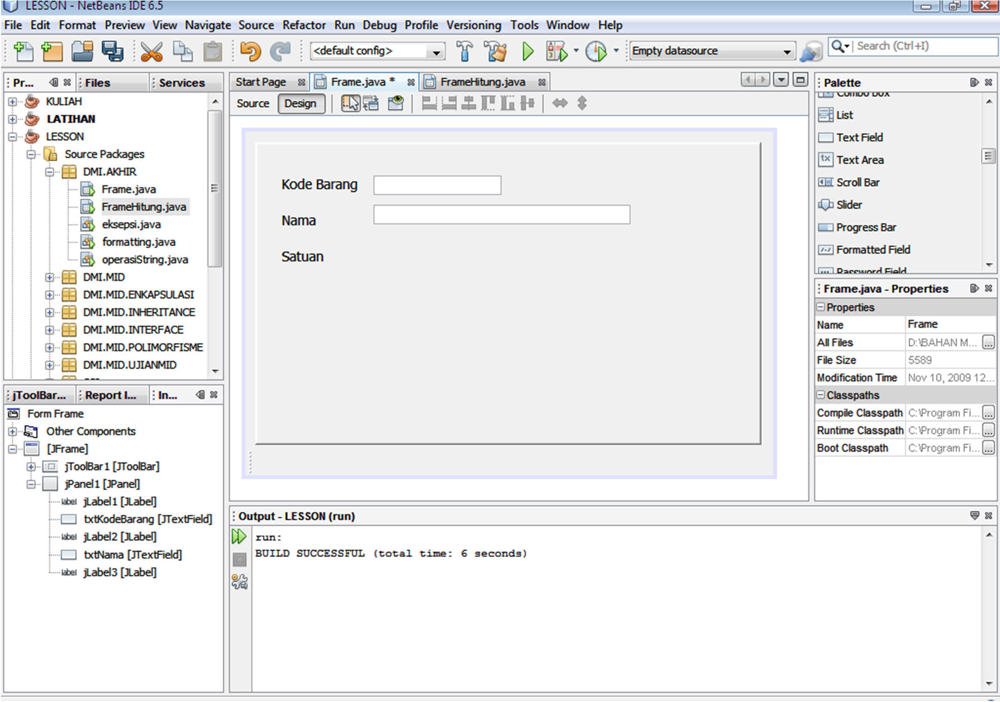 LESSON - NetBeans IDE 6.5
File Edit Format Preview View Navigate Source Refactor Run Debug Profile Versioning Tools Window Help
<default config>
Empty datasource
Search (Ctrl+I)
Pr... Files Services
KULIAH
LATIHAN
LESSON
Source Packages
DMI.AKHIR
Frame.java
FrameHitung.java
eksepsi.java
formatting.java
operasiString.java
DMI.MID
DMI.MID.ENKAPSULASI
DMI.MID.INHERITANCE
DMI.MID.INTERFACE
DMI.MID.POLIMORFISME
DMI.MID.UJIANMID
jToolBar... Report I... In...
Form Frame
Other Components
[JFrame]
jToolBar1 [JToolBar]
jPanel1 [JPanel]
label jLabel1 [JLabel]
txtKodeBarang [JTextField]
label jLabel2 [JLabel]
txtNama [JTextField]
label jLabel3 [JLabel]
Start Page Frame.java * FrameHitung.java
Source Design
Kode Barang
Nama
Satuan
Output - LESSON (run)
run:
BUILD SUCCESSFUL (total time: 6 seconds)
Palette
Combo Box
List
Text Field
Text Area
Scroll Bar
Slider
Progress Bar
Formatted Field
Password Field
Frame.java - Properties
Properties
Name Frame
All Files D:\BAHAN M... ...
File Size 5589
Modification Time Nov 10, 2009 12...
Classpaths
Compile Classpath C:\Program Fi... ...
Runtime Classpath C:\Program Fi... ...
Boot Classpath C:\Program Fi... ...